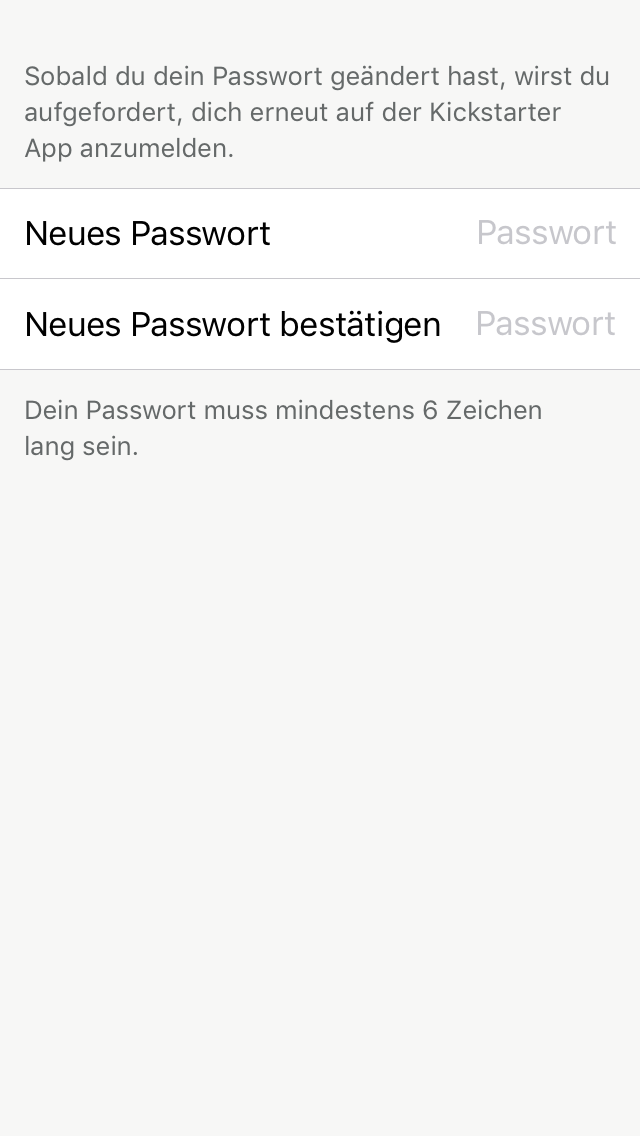 Sobald du dein Passwort geändert hast, wirst du
aufgefordert, dich erneut auf der Kickstarter
App anzumelden.
Neues Passwort Passwort
Neues Passwort bestätigen Passwort
Dein Passwort muss mindestens 6 Zeichen
lang sein.